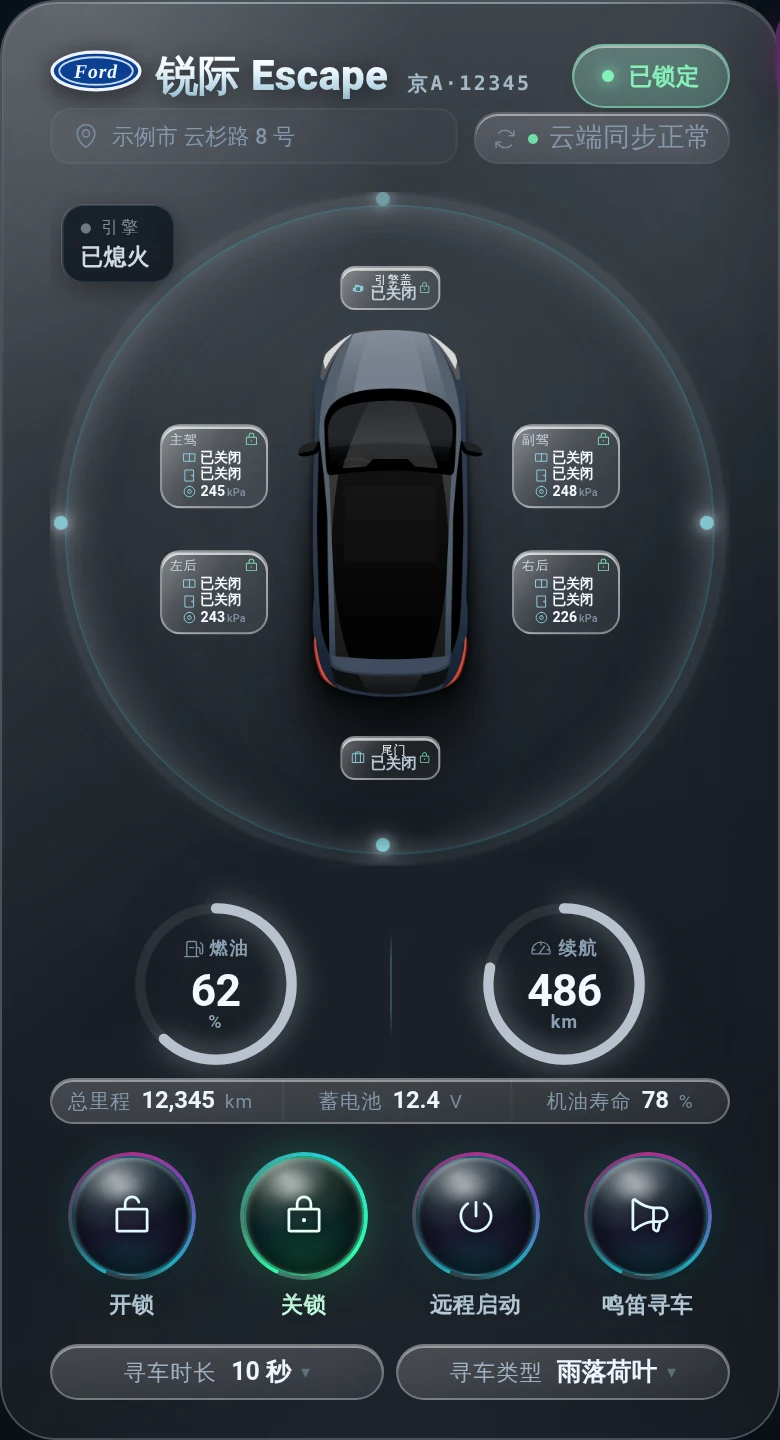 Ford 锐际 Escape 京A·12345 已锁定
示例市 云杉路 8 号 云端同步正常
引擎
已熄火
引擎盖
已关闭
主驾
已关闭
已关闭
245 kPa
副驾
已关闭
已关闭
248 kPa
左后
已关闭
已关闭
243 kPa
右后
已关闭
已关闭
226 kPa
尾门
已关闭
燃油
62
%
续航
486
km
总里程 12,345 km 蓄电池 12.4 V 机油寿命 78 %
开锁 关锁 远程启动 鸣笛寻车
寻车时长 10 秒 ▾ 寻车类型 雨落荷叶 ▾